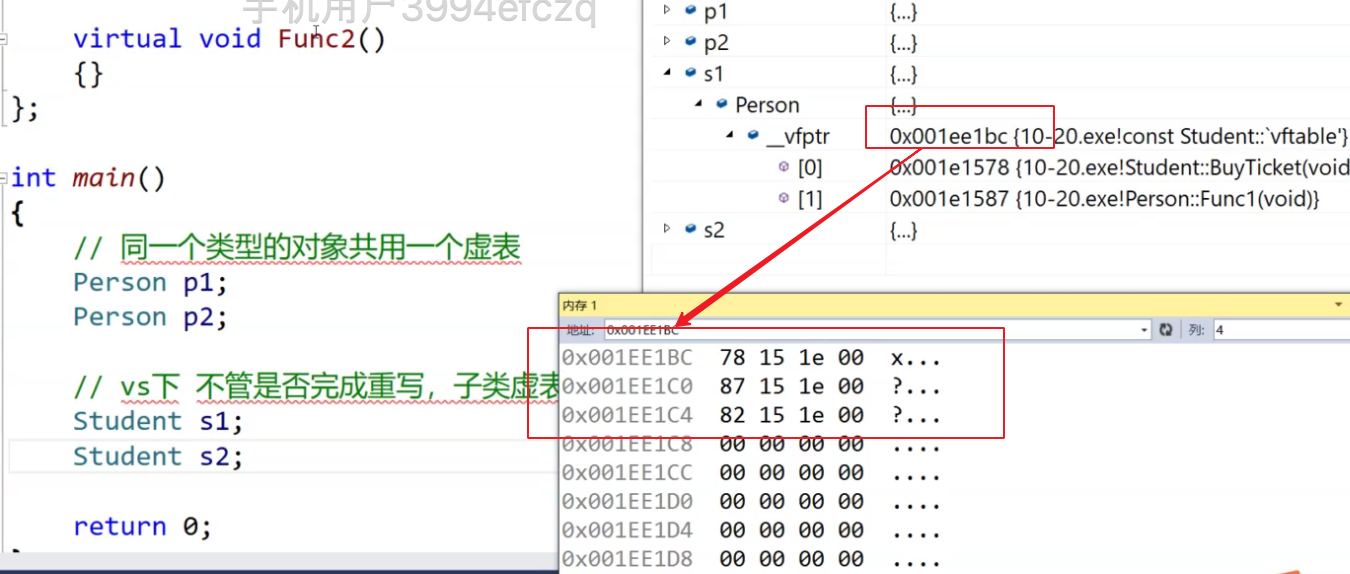 手机用户3994efczq
virtual void Func2()
{}
};
int main()
{
// 同一个类型的对象共用一个虚表
Person p1;
Person p2;
// vs下 不管是否完成重写，子类虚表
Student s1;
Student s2;
return 0;
p1 {...}
p2 {...}
s1 {...}
Person {...}
__vfptr 0x001ee1bc {10-20.exe!const Student::`vftable'}
[0] 0x001e1578 {10-20.exe!Student::BuyTicket(void
[1] 0x001e1587 {10-20.exe!Person::Func1(void)}
s2 {...}
内存 1
地址: 0x001EE1BC 列: 4
0x001EE1BC 78 15 1e 00 x...
0x001EE1C0 87 15 1e 00 ?...
0x001EE1C4 82 15 1e 00 ?...
0x001EE1C8 00 00 00 00 ....
0x001EE1CC 00 00 00 00 ....
0x001EE1D0 00 00 00 00 ....
0x001EE1D4 00 00 00 00 ....
0x001EE1D8 00 00 00 00 ....